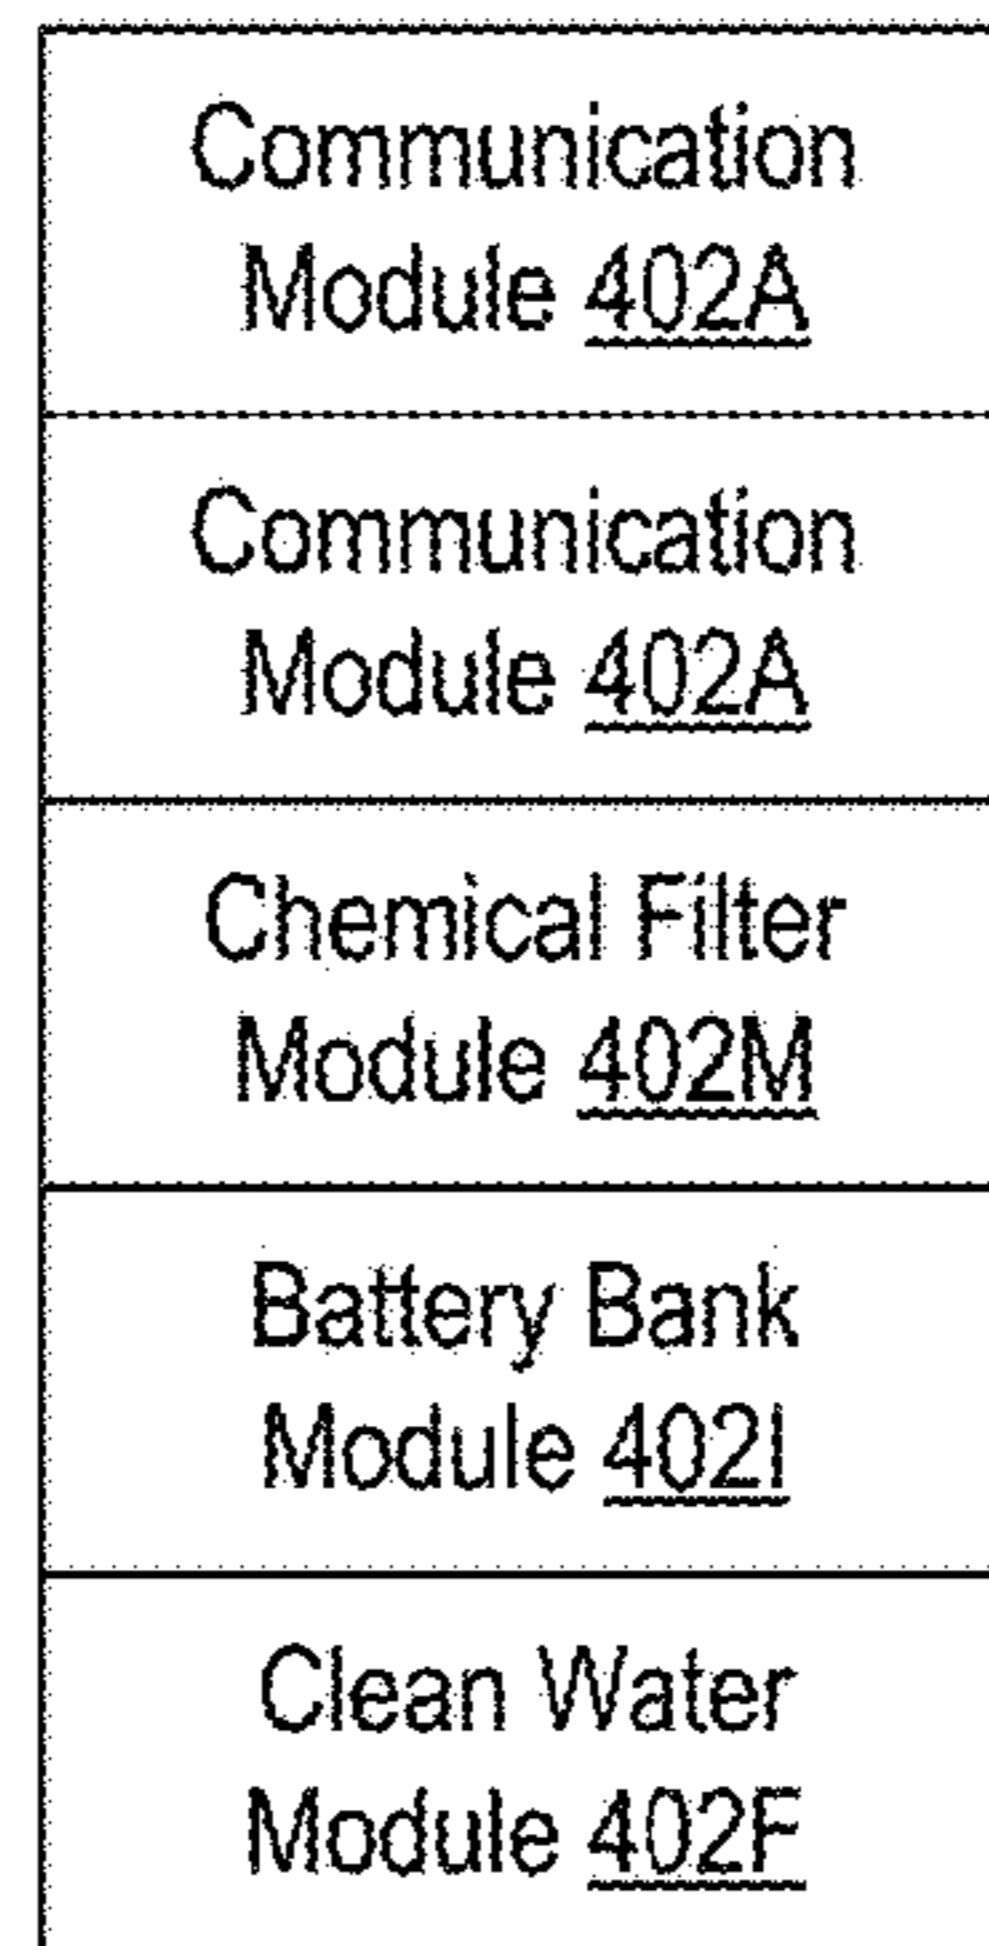 Communication
Module 402A
Communication
Module 402A
Chemical Filter
Module 402M
Battery Bank
Module 402I
Clean Water
Module 402F